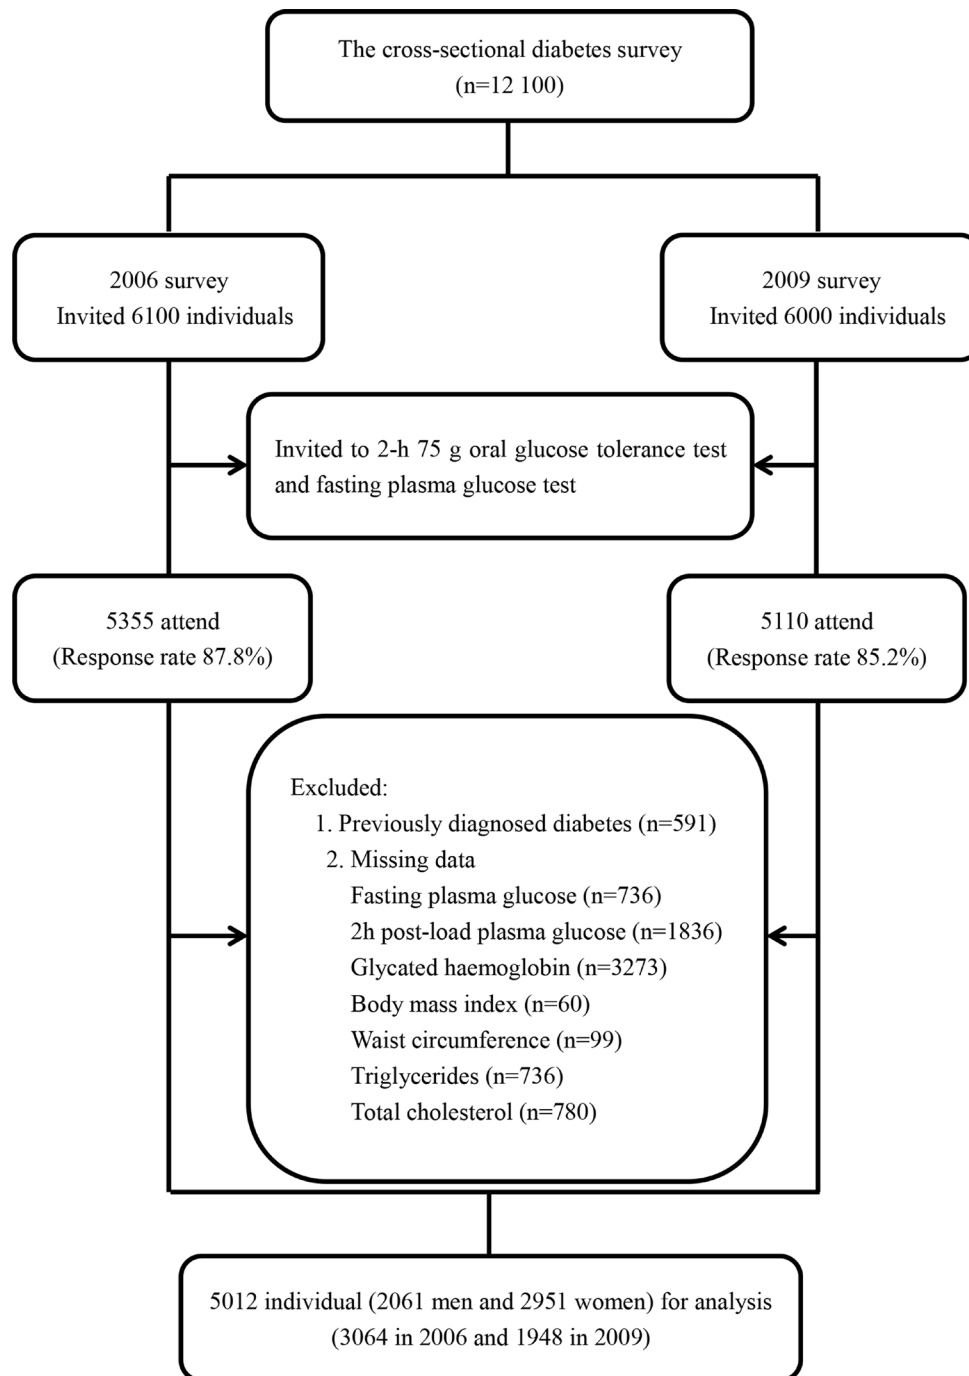 The cross-sectional diabetes survey
(n=12 100)
2006 survey
Invited 6100 individuals
2009 survey
Invited 6000 individuals
Invited to 2-h 75 g oral glucose tolerance test
and fasting plasma glucose test
5355 attend
(Response rate 87.8%)
5110 attend
(Response rate 85.2%)
Excluded:
1. Previously diagnosed diabetes (n=591)
2. Missing data
Fasting plasma glucose (n=736)
2h post-load plasma glucose (n=1836)
Glycated haemoglobin (n=3273)
Body mass index (n=60)
Waist circumference (n=99)
Triglycerides (n=736)
Total cholesterol (n=780)
5012 individual (2061 men and 2951 women) for analysis
(3064 in 2006 and 1948 in 2009)